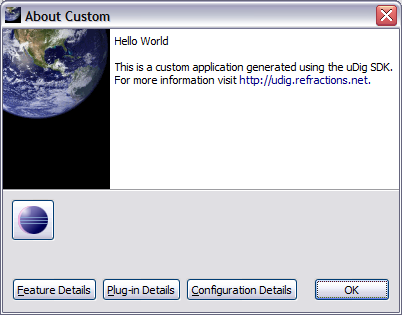 About Custom
Hello World
This is a custom application generated using the uDig SDK.
For more information visit http://udig.refractions.net.
Feature Details
Plug-in Details
Configuration Details
OK